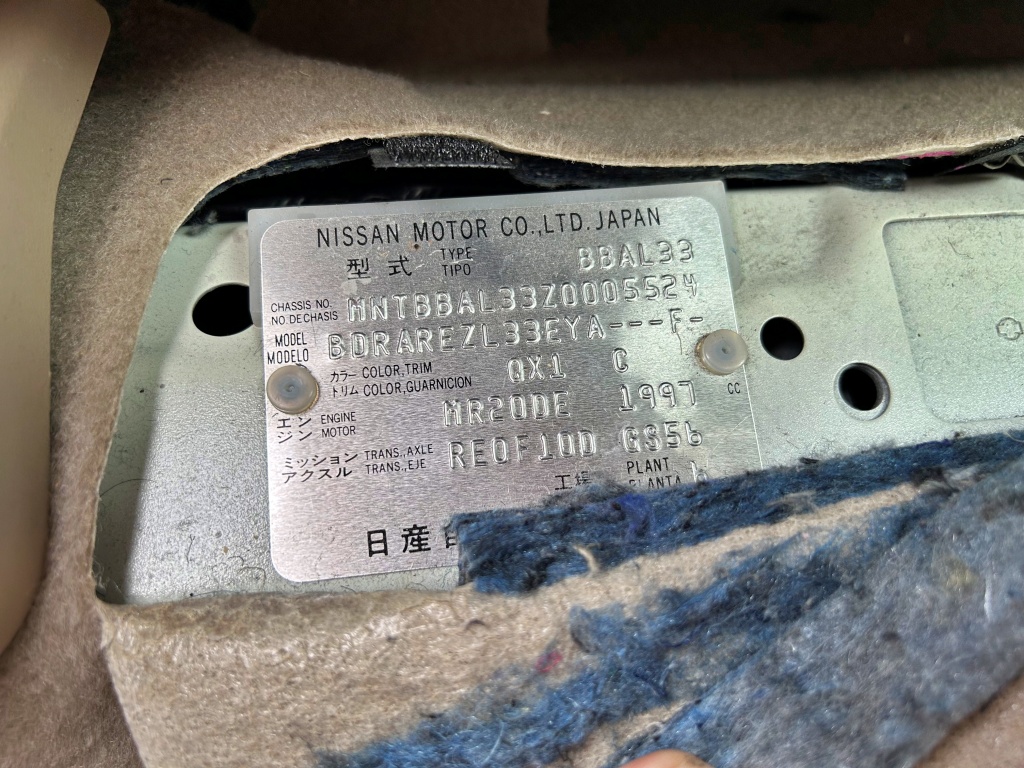 NISSAN MOTOR CO.,LTD. JAPAN
型式 TYPE TIPO BBAL33
CHASSIS NO. NO. DE CHASIS MNTBBAL33Z0005524
MODEL MODELO BDRAREZL33EYA---F-
カラー COLOR,TRIM QX1 C
トリム COLOR,GUARNICION
エンジン ENGINE MOTOR MR20DE 1997 CC
ミッション TRANS.,AXLE RE0F10D GS56
アクスル TRANS.,EJE
工場 PLANT PLANTA
日産